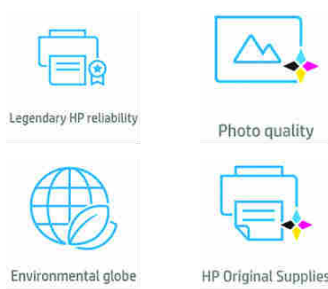 Legendary HP reliability
Photo quality
Environmental globe
HP Original Supplies